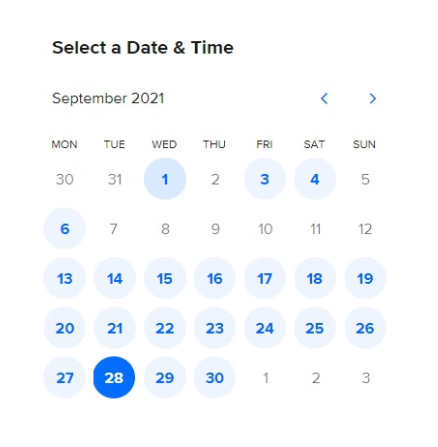 Select a Date & Time
September 2021
MON TUE WED THU FRI SAT SUN
30 31 1 2 3 4 5
6 7 8 9 10 11 12
13 14 15 16 17 18 19
20 21 22 23 24 25 26
27 28 29 30 1 2 3